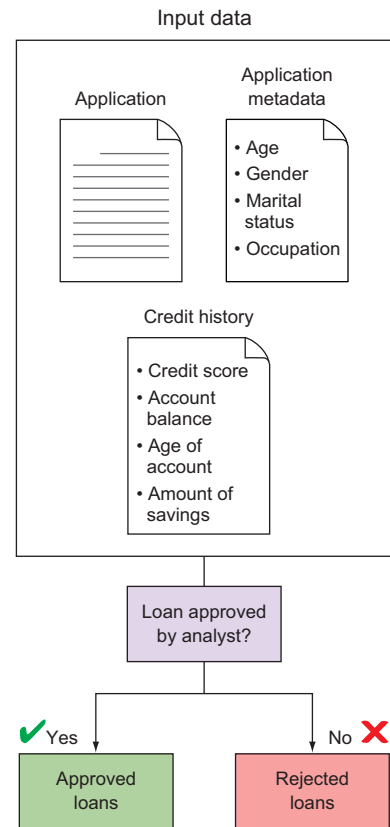 Input data
Application
Application
metadata
• Age
• Gender
• Marital
status
• Occupation
Credit history
• Credit score
• Account
balance
• Age of
account
• Amount of
savings
Loan approved
by analyst?
Yes
No
Approved
loans
Rejected
loans